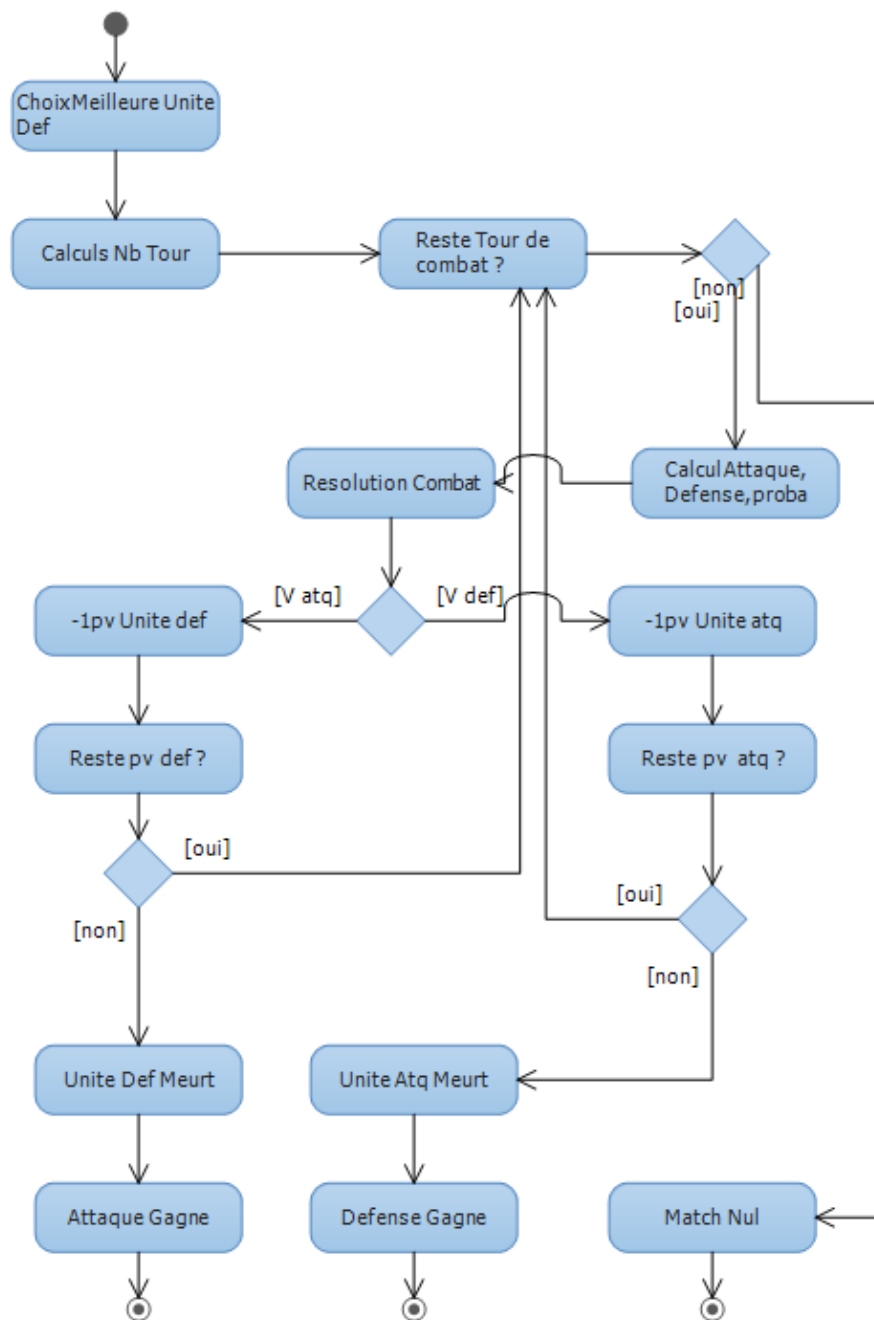 ChoixMeilleure Unite
Def
Calculs Nb Tour
Reste Tour de
combat ?
[non]
[oui]
Resolution Combat
CalculAttaque,
Defense,proba
[V atq]
[V def]
-1pv Unite def
-1pv Unite atq
Reste pv def ?
Reste pv atq ?
[oui]
[oui]
[non]
[non]
Unite Def Meurt
Unite Atq Meurt
Attaque Gagne
Defense Gagne
Match Nul